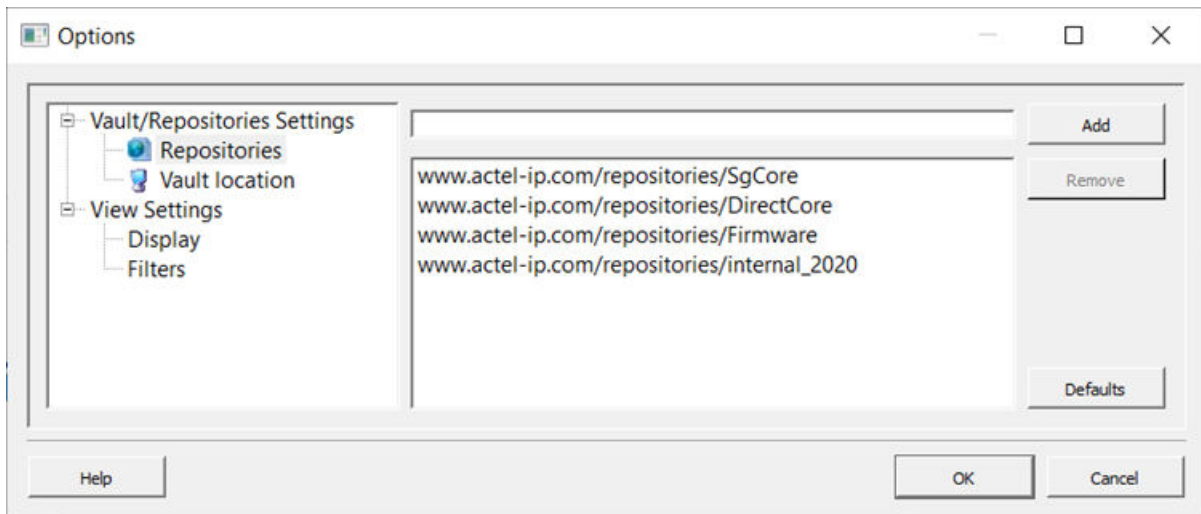 Options
Vault/Repositories Settings
Repositories
Vault location
View Settings
Display
Filters
Add
www.actel-ip.com/repositories/SgCore
www.actel-ip.com/repositories/DirectCore
www.actel-ip.com/repositories/Firmware
www.actel-ip.com/repositories/internal_2020
Remove
Defaults
Help
OK
Cancel